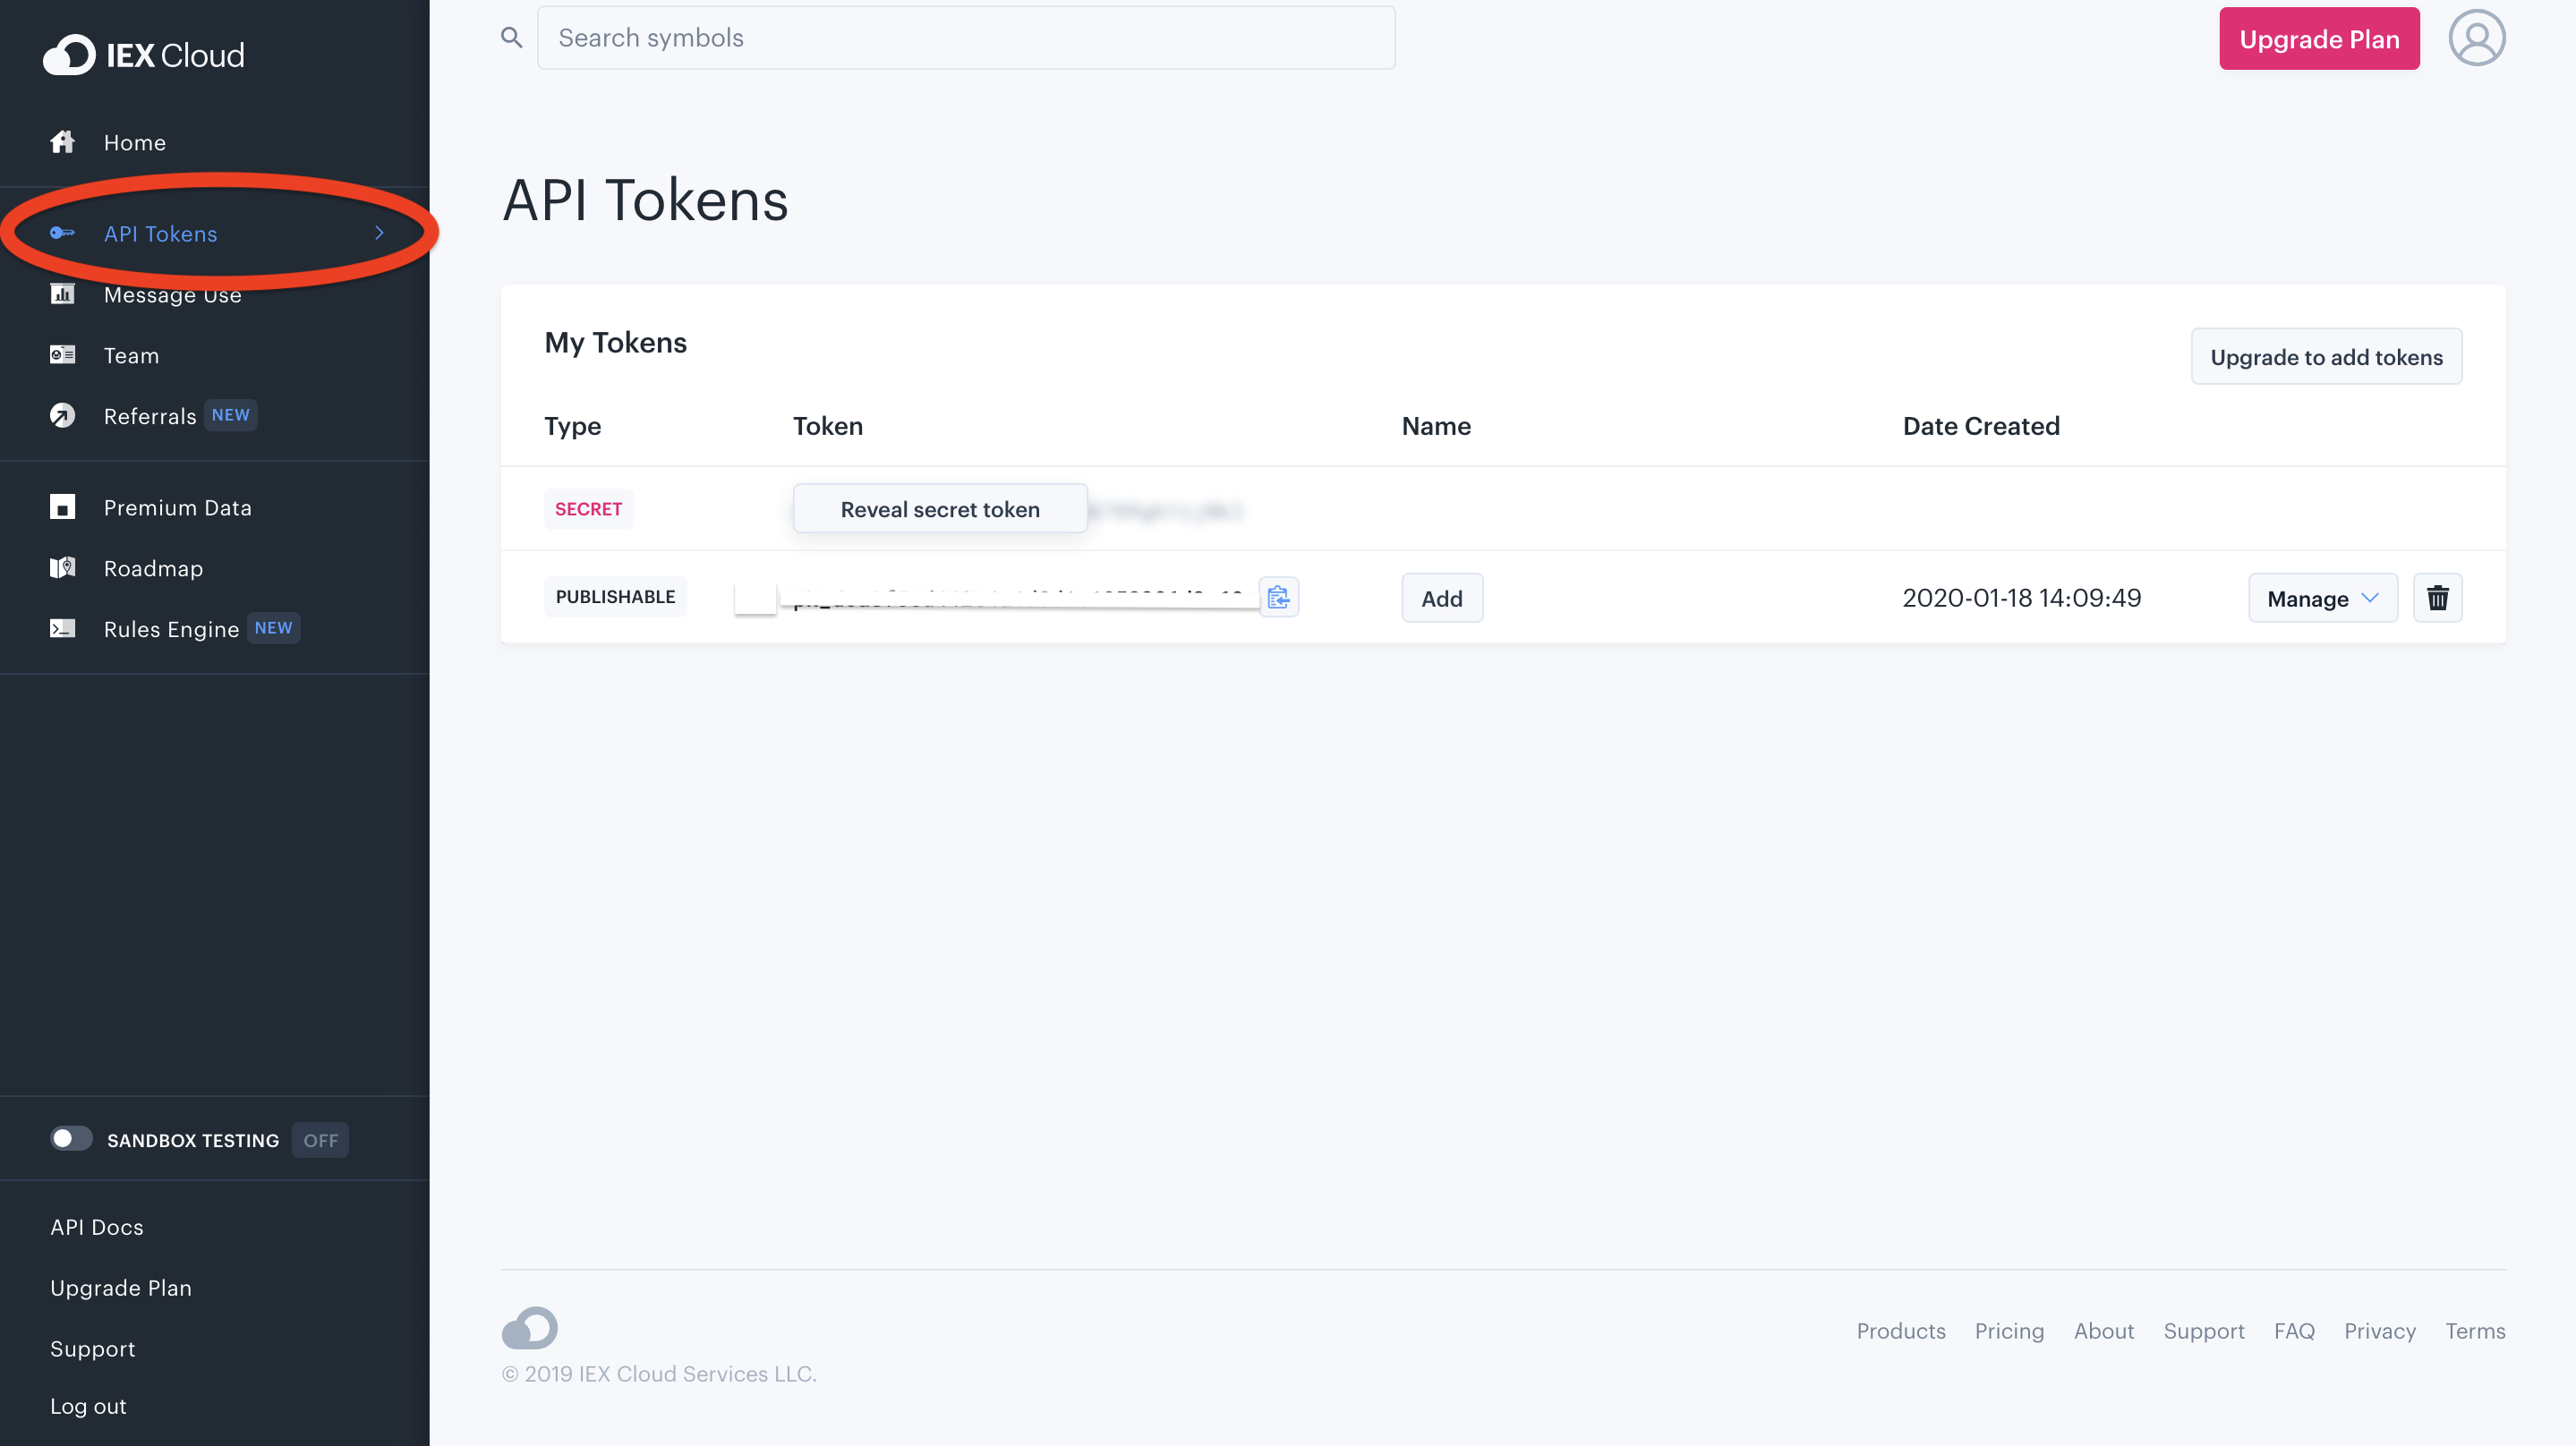 IEX Cloud
Search symbols
Upgrade Plan
Home
API Tokens
Message Use
Team
Referrals NEW
Premium Data
Roadmap
Rules Engine NEW
SANDBOX TESTING OFF
API Docs
Upgrade Plan
Support
Log out
API Tokens
My Tokens
Upgrade to add tokens
Type Token Name Date Created
SECRET Reveal secret token
PUBLISHABLE Add 2020-01-18 14:09:49 Manage
© 2019 IEX Cloud Services LLC.
Products Pricing About Support FAQ Privacy Terms